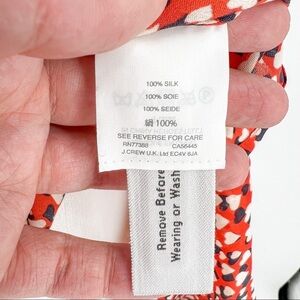 100% SILK
100% SOIE
100% SEIDE
絹 100%
SEE REVERSE FOR CARE
RN77388 CA56445
J.CREW U.K. Ltd EC4V 6JA
Remove Before
Wearing or Wash